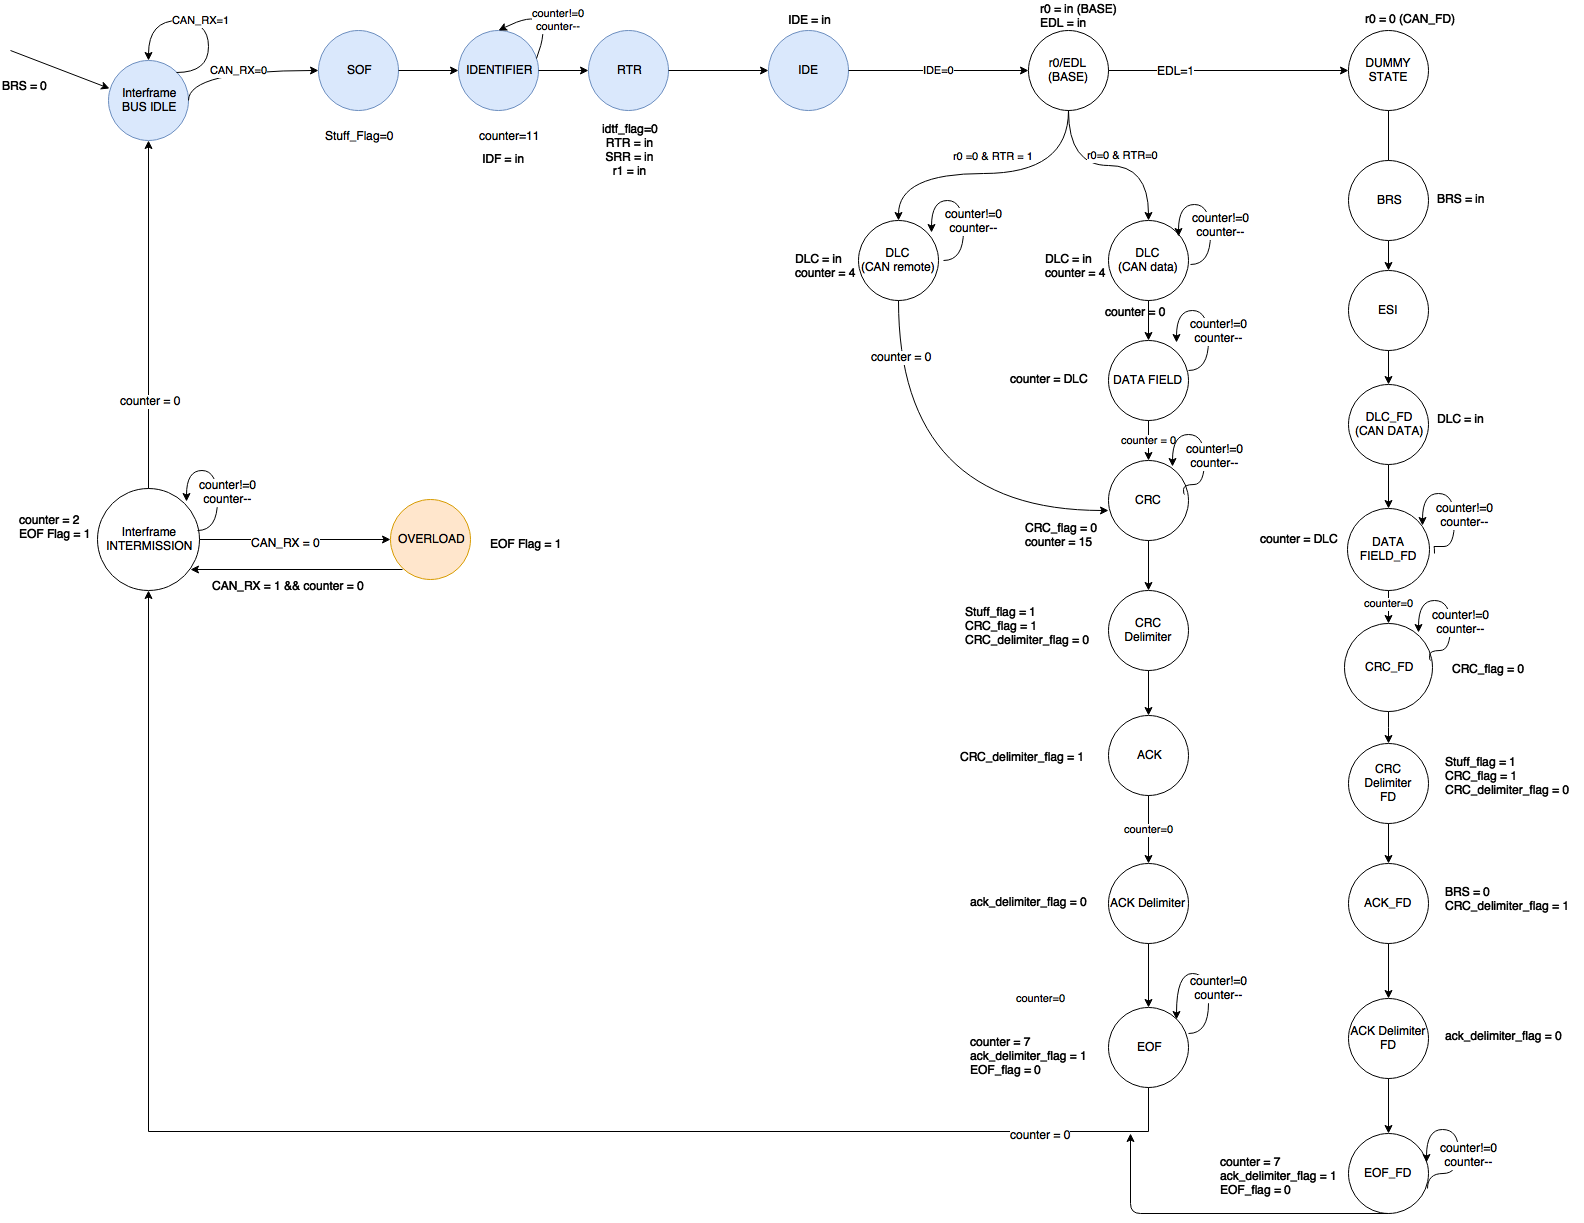 BRS = 0
CAN_RX=1
Interframe
BUS IDLE
CAN_RX=0
SOF
Stuff_Flag=0
counter!=0
counter--
IDENTIFIER
counter=11
IDF = in
RTR
idtf_flag=0
RTR = in
SRR = in
r1 = in
IDE = in
IDE
IDE=0
r0 = in (BASE)
EDL = in
r0/EDL
(BASE)
EDL=1
r0 = 0 (CAN_FD)
DUMMY
STATE
r0 =0 & RTR = 1
r0=0 & RTR=0
DLC = in
counter = 4
DLC
(CAN remote)
counter!=0
counter--
counter = 0
DLC = in
counter = 4
DLC
(CAN data)
counter!=0
counter--
counter = 0
counter = DLC
DATA FIELD
counter!=0
counter--
counter = 0
CRC
counter!=0
counter--
CRC_flag = 0
counter = 15
Stuff_flag = 1
CRC_flag = 1
CRC_delimiter_flag = 0
CRC
Delimiter
CRC_delimiter_flag = 1
ACK
counter=0
ack_delimiter_flag = 0
ACK Delimiter
counter=0
counter = 7
ack_delimiter_flag = 1
EOF_flag = 0
EOF
counter!=0
counter--
counter = 0
BRS
BRS = in
ESI
DLC_FD
(CAN DATA)
DLC = in
counter = DLC
DATA
FIELD_FD
counter!=0
counter--
counter=0
CRC_FD
counter!=0
counter--
CRC_flag = 0
CRC
Delimiter
FD
Stuff_flag = 1
CRC_flag = 1
CRC_delimiter_flag = 0
ACK_FD
BRS = 0
CRC_delimiter_flag = 1
ACK Delimiter
FD
ack_delimiter_flag = 0
counter = 7
ack_delimiter_flag = 1
EOF_flag = 0
EOF_FD
counter!=0
counter--
counter = 0
counter = 2
EOF Flag = 1
Interframe
INTERMISSION
counter!=0
counter--
CAN_RX = 0
OVERLOAD
EOF Flag = 1
CAN_RX = 1 && counter = 0